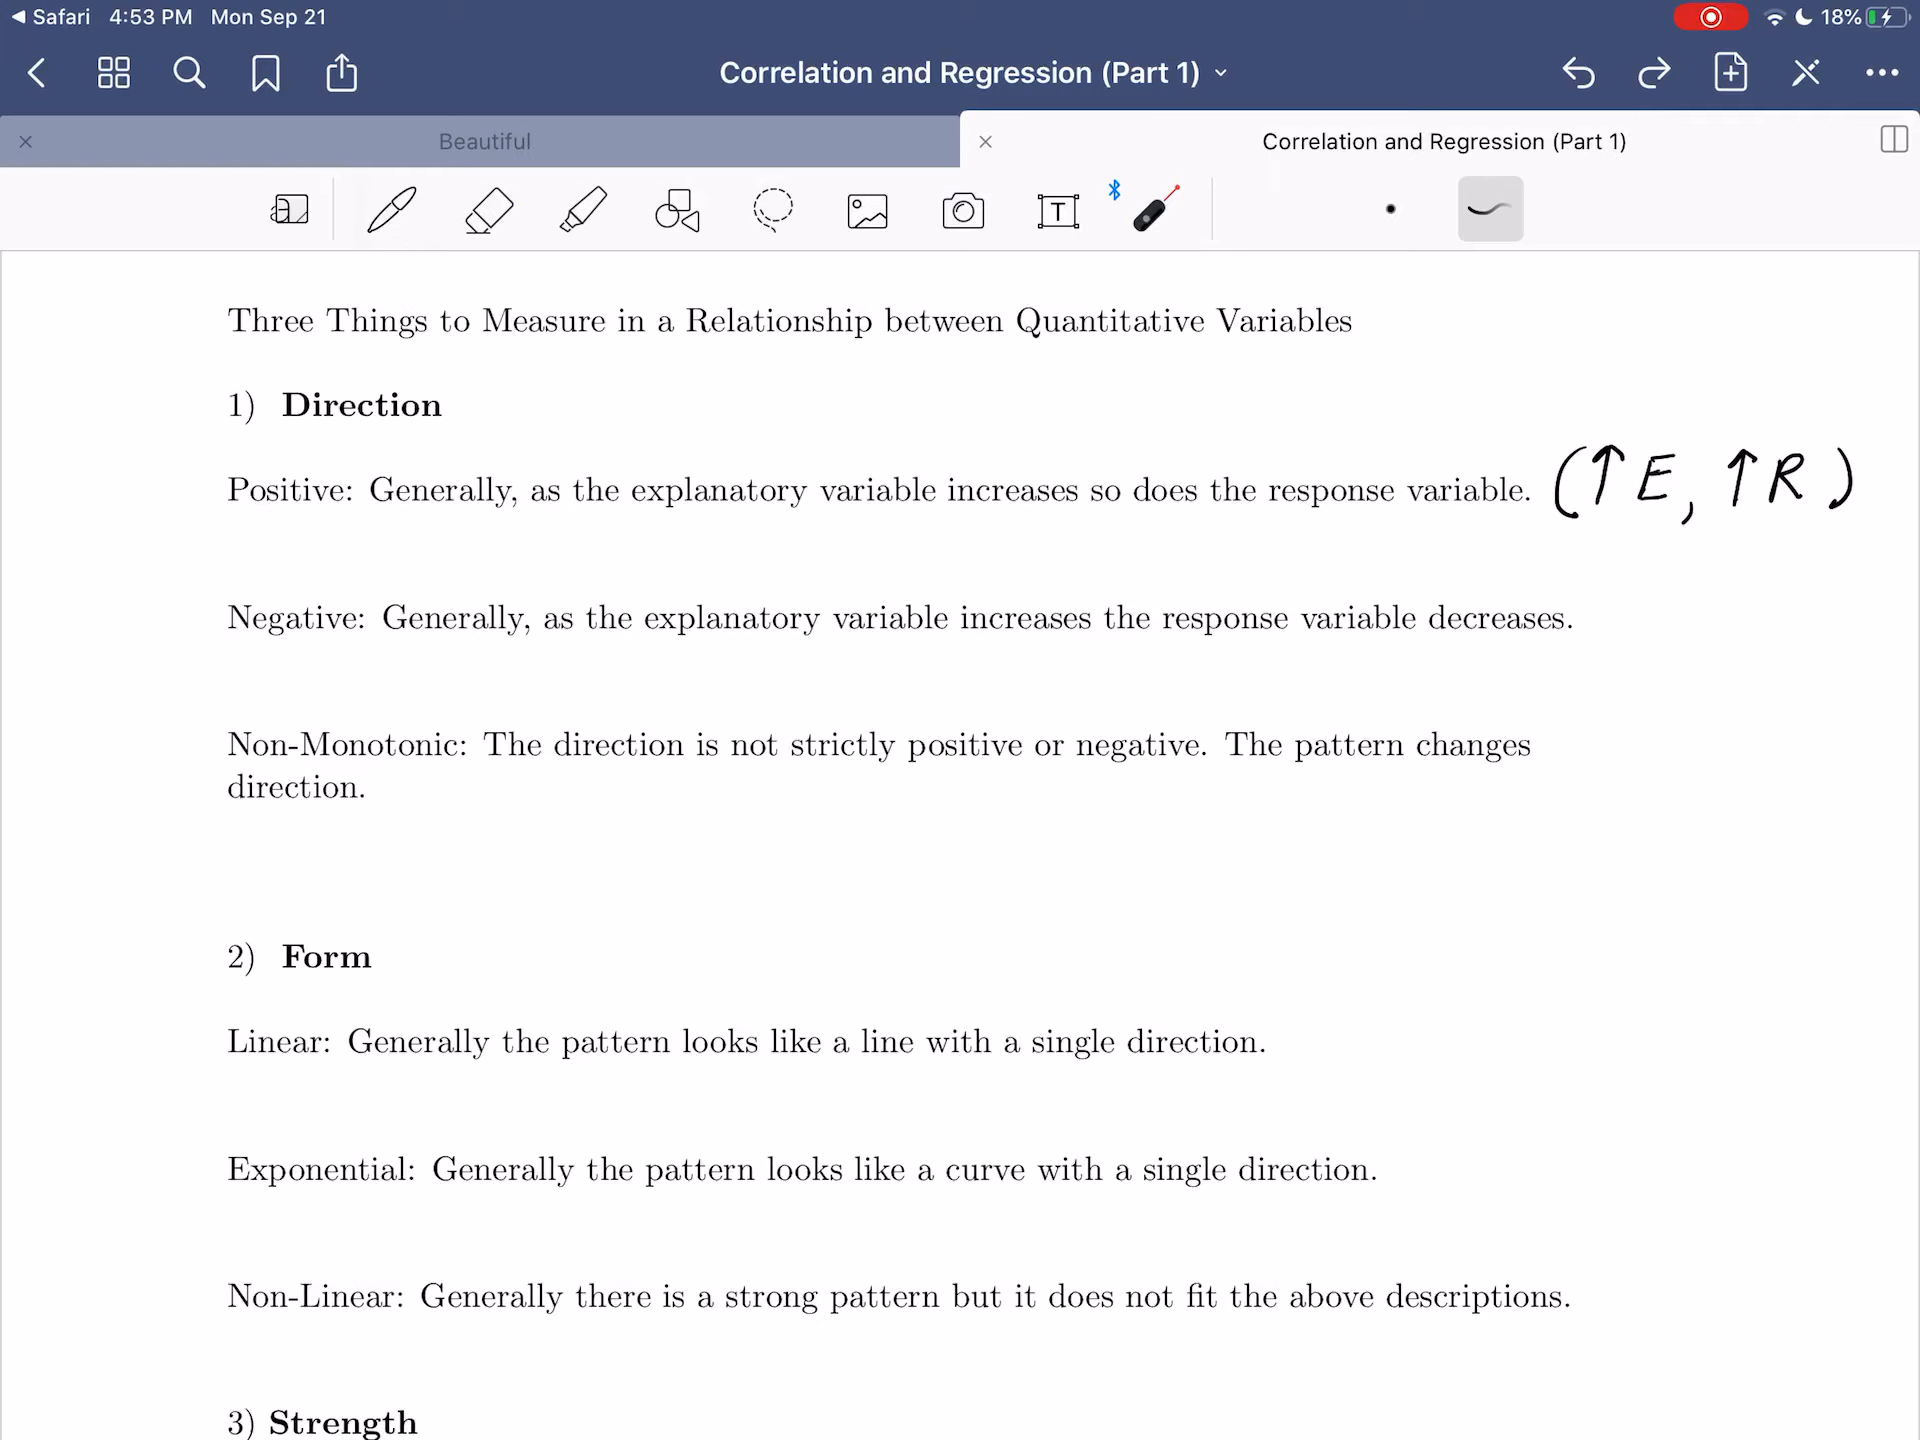 Safari 4:53 PM Mon Sep 21 18%
Correlation and Regression (Part 1)
Beautiful Correlation and Regression (Part 1)
T
Three Things to Measure in a Relationship between Quantitative Variables
1) Direction
Positive: Generally, as the explanatory variable increases so does the response variable. (↑E, ↑R)
Negative: Generally, as the explanatory variable increases the response variable decreases.
Non-Monotonic: The direction is not strictly positive or negative. The pattern changes
direction.
2) Form
Linear: Generally the pattern looks like a line with a single direction.
Exponential: Generally the pattern looks like a curve with a single direction.
Non-Linear: Generally there is a strong pattern but it does not fit the above descriptions.
3) Strength